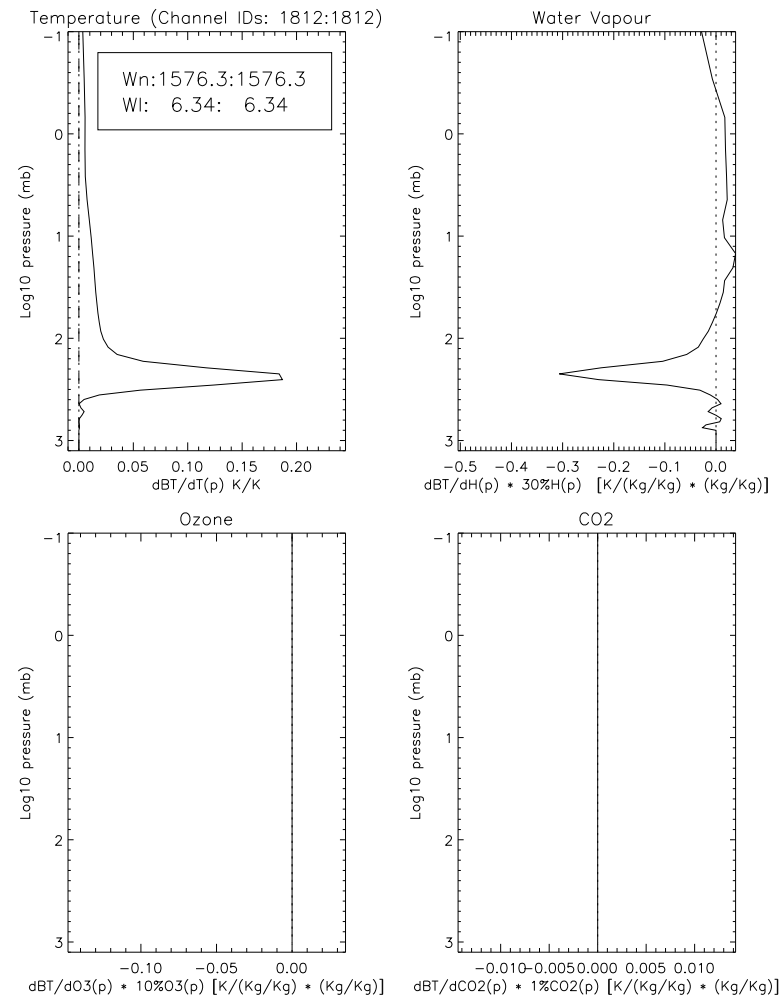 Temperature (Channel IDs: 1812:1812)
Wn:1576.3:1576.3
Wl: 6.34: 6.34
-1
0
1
2
3
Log10 pressure (mb)
0.00 0.05 0.10 0.15 0.20
dBT/dT(p) K/K
Water Vapour
-1
0
1
2
3
Log10 pressure (mb)
-0.5 -0.4 -0.3 -0.2 -0.1 0.0
dBT/dH(p) * 30%H(p) [K/(Kg/Kg) * (Kg/Kg)]
Ozone
-1
0
1
2
3
Log10 pressure (mb)
-0.10 0.00
dBT/dO3(p) * 10%O3(p) [K/(Kg/Kg) * (Kg/Kg)]
CO2
-1
0
1
2
3
Log10 pressure (mb)
-0.010 -0.005 0.000 0.005 0.010
dBT/dCO2(p) * 1%CO2(p) [K/(Kg/Kg) * (Kg/Kg)]